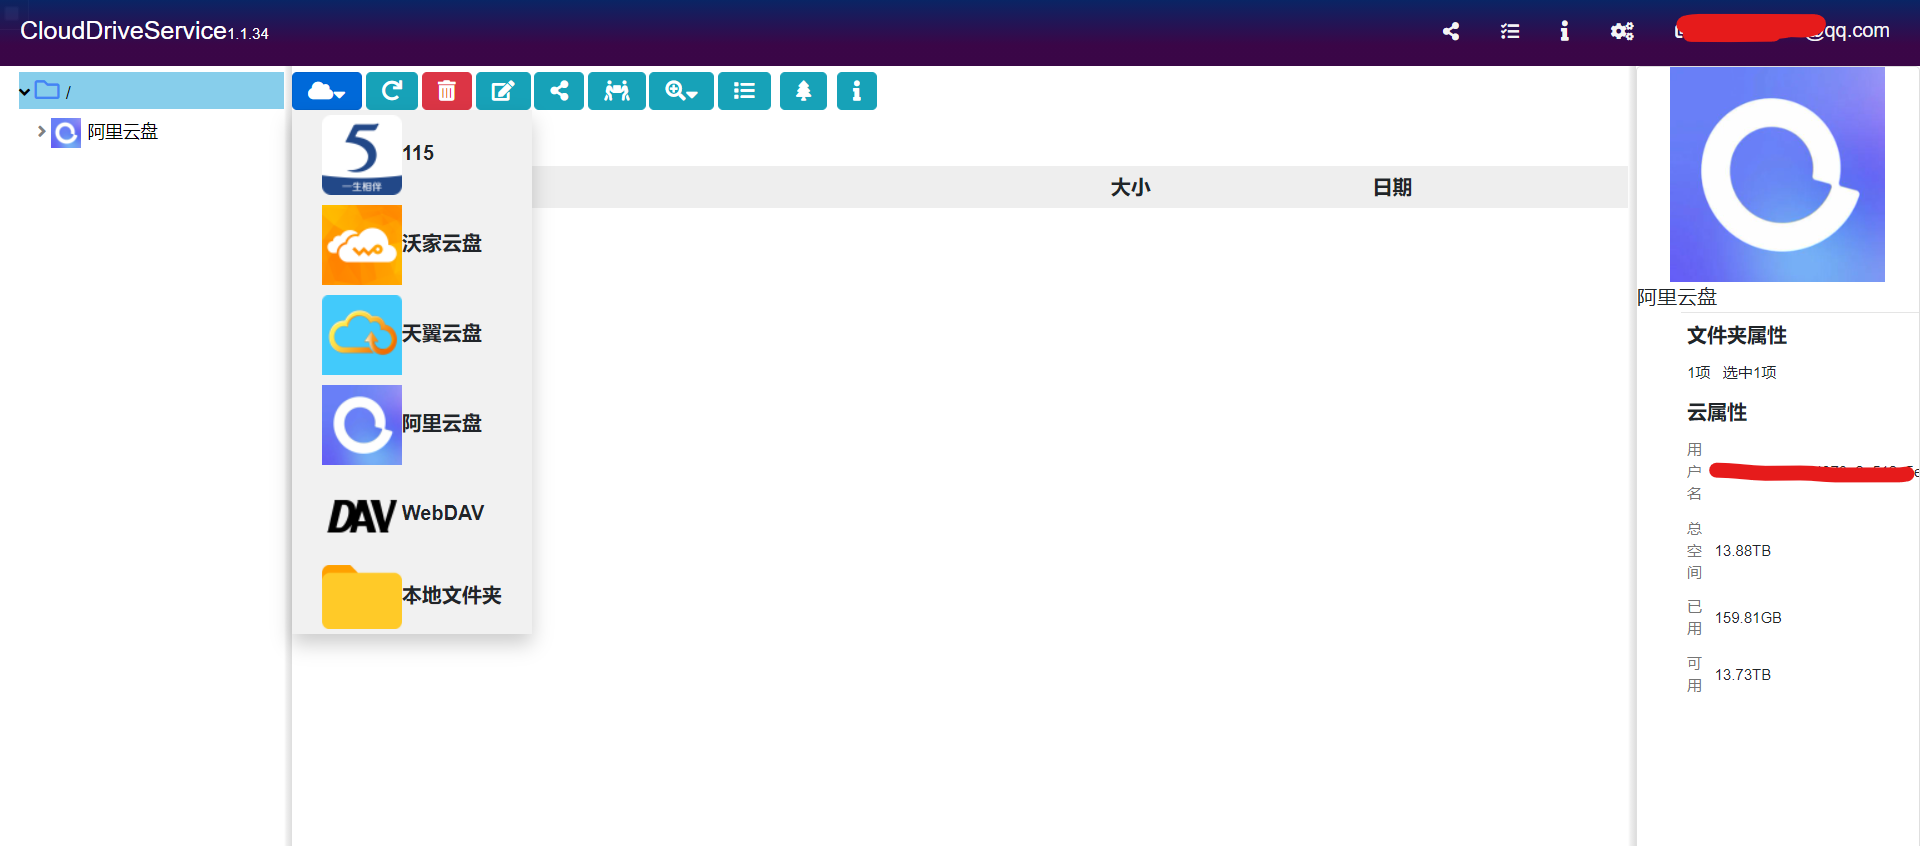 CloudDriveService1.1.34
@qq.com
/
阿里云盘
5
一生相伴
115
wo
沃家云盘
天翼云盘
阿里云盘
DAV
WebDAV
本地文件夹
大小 日期
阿里云盘
文件夹属性
1项 选中1项
云属性
用户名
总空间 13.88TB
已用 159.81GB
可用 13.73TB